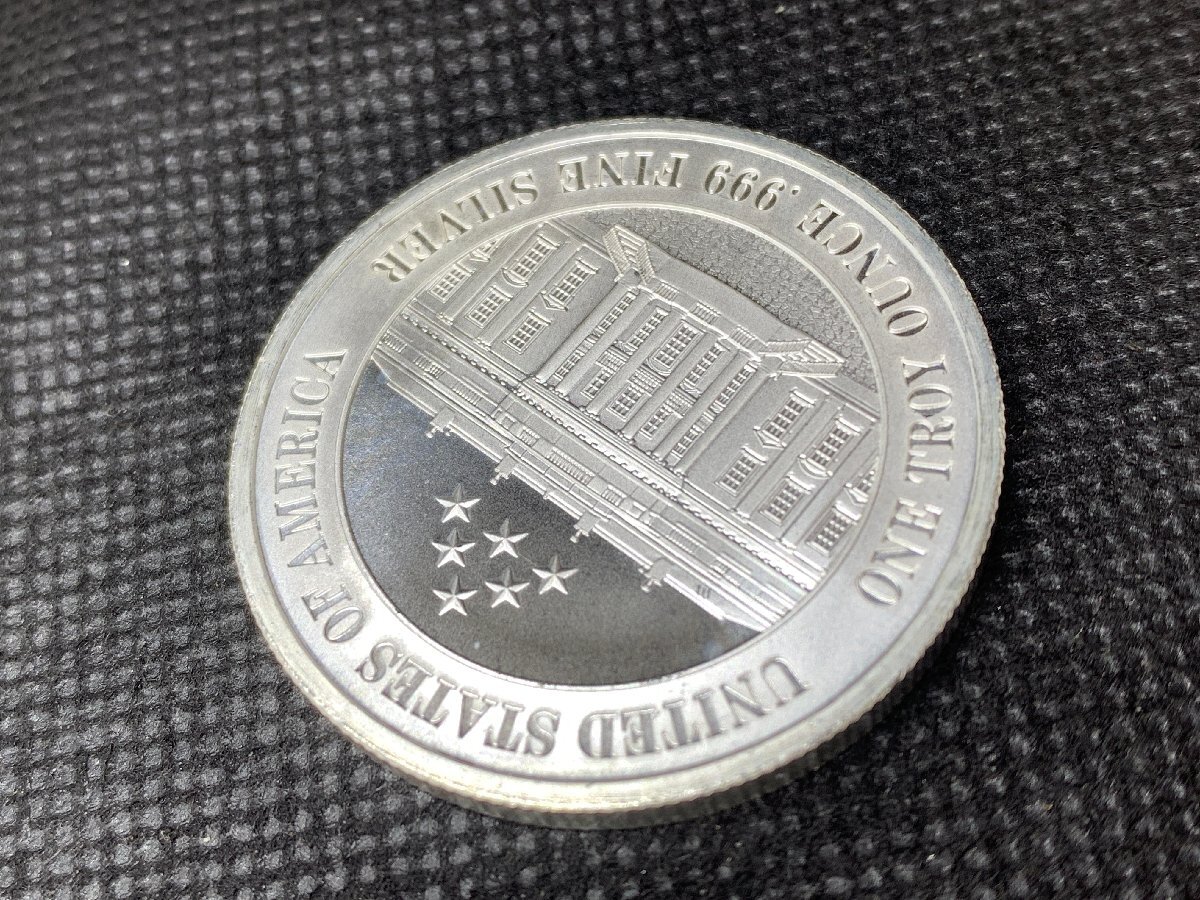 UNITED STATES OF AMERICA
ONE TROY OUNCE .999 FINE SILVER